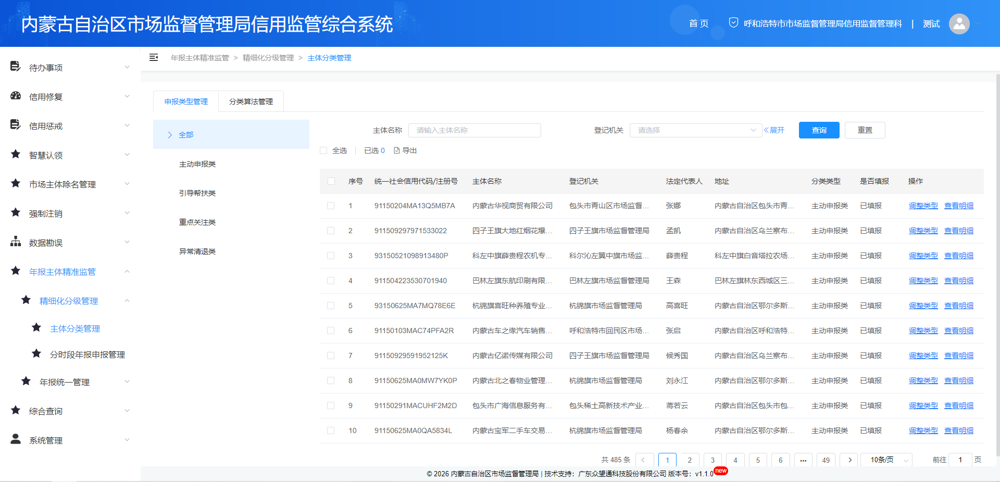 内蒙古自治区市场监督管理局信用监管综合系统
首页 呼和浩特市市场监督管理局信用监督管理科 | 测试
年报主体精准监管 > 精细化分级管理 > 主体分类管理
待办事项
信用修复
信用惩戒
智慧认领
市场主体除名管理
强制注销
数据勘误
年报主体精准监管
精细化分级管理
主体分类管理
分时段年报申报管理
年报统一管理
综合查询
系统管理
申报类型管理 分类算法管理
全部
主动申报类
引导帮扶类
重点关注类
异常清退类
主体名称 请输入主体名称 登记机关 请选择 展开 查询 重置
全选 已选 0 导出
序号 统一社会信用代码/注册号 主体名称 登记机关 法定代表人 地址 分类类型 是否填报 操作
1 91150204MA13Q5MB7A 内蒙古华视商贸有限公司 包头市青山区市场监督... 张娜 内蒙古自治区包头市青... 主动申报类 已填报 调整类型 查看明细
2 911509297971533022 四子王旗大地红烟花爆... 四子王旗市场监督管理局 孟凯 内蒙古自治区乌兰察布... 主动申报类 已填报 调整类型 查看明细
3 93150521098913480P 科左中旗薛贵程农机专... 科尔沁左翼中旗市场监... 薛贵程 科左中旗白音塔拉农场... 主动申报类 已填报 调整类型 查看明细
4 911504223530701940 巴林左旗东航印刷有限... 巴林左旗市场监督管理局 王森 巴林左旗林东西城区三... 主动申报类 已填报 调整类型 查看明细
5 93150625MA7MQ78E6E 杭锦旗喜旺种养殖专业... 杭锦旗市场监督管理局 高喜旺 内蒙古自治区鄂尔多斯... 主动申报类 已填报 调整类型 查看明细
6 91150103MAC74PFA2R 内蒙古车之缘汽车销售... 呼和浩特市回民区市场... 张启 内蒙古自治区呼和浩特... 主动申报类 已填报 调整类型 查看明细
7 91150929591952125K 内蒙古亿诺传媒有限公司 四子王旗市场监督管理局 候秀国 内蒙古自治区乌兰察布... 主动申报类 已填报 调整类型 查看明细
8 91150625MA0MW7YK0P 内蒙古北之春物业管理... 杭锦旗市场监督管理局 刘永江 内蒙古自治区鄂尔多斯... 主动申报类 已填报 调整类型 查看明细
9 91150291MACUHF2M2D 包头市广海信息服务有... 包头稀土高新技术产业... 蒋若云 内蒙古自治区包头市包... 主动申报类 已填报 调整类型 查看明细
10 91150625MA0QA5834L 内蒙古宝军二手车交易... 杭锦旗市场监督管理局 杨春余 内蒙古自治区鄂尔多斯... 主动申报类 已填报 调整类型 查看明细
共 485 条 1 2 3 4 5 6 ... 49 10条/页 前往 1 页
© 2026 内蒙古自治区市场监督管理局 | 技术支持：广东众望通科技股份有限公司 版本号：v1.1.0 new